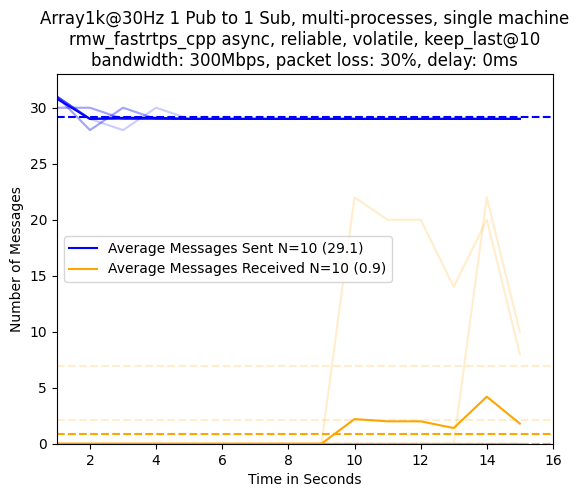 Array1k@30Hz 1 Pub to 1 Sub, multi-processes, single machine
rmw_fastrtps_cpp async, reliable, volatile, keep_last@10
bandwidth: 300Mbps, packet loss: 30%, delay: 0ms
Number of Messages
30
25
20
15
10
5
0
Average Messages Sent N=10 (29.1)
Average Messages Received N=10 (0.9)
2 4 6 8 10 12 14 16
Time in Seconds